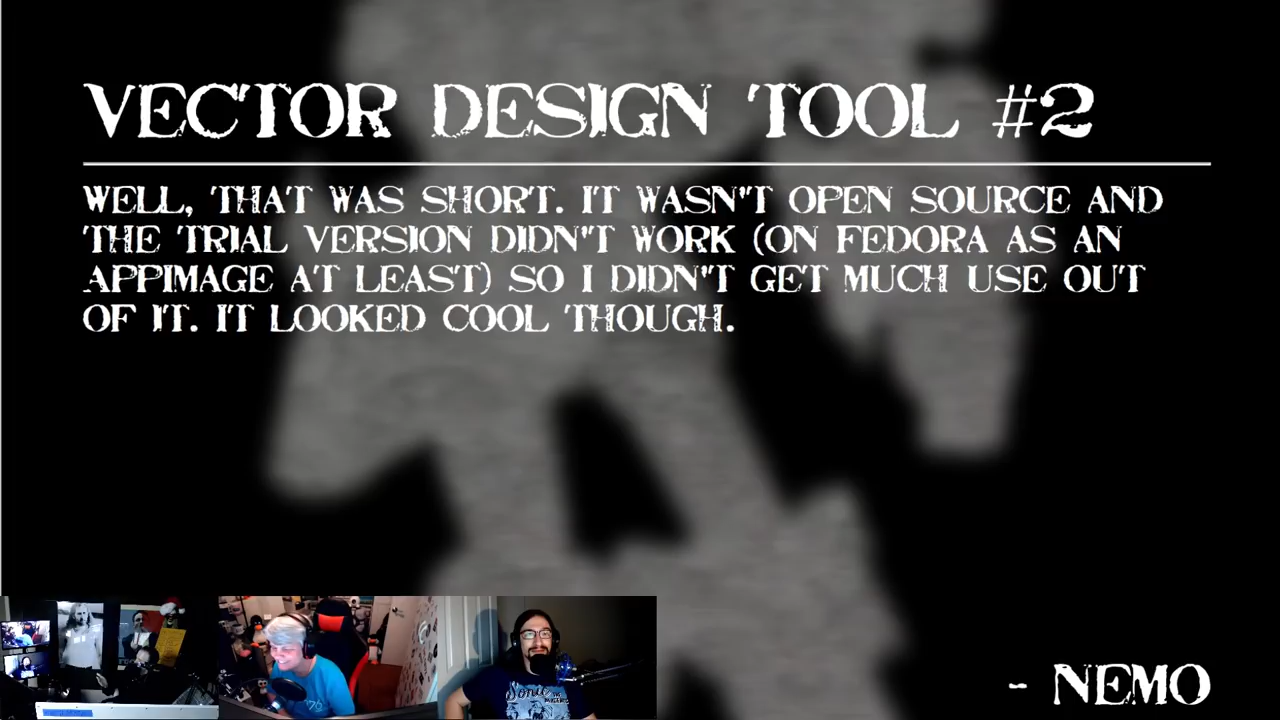 VECTOR DESIGN TOOL #2
WELL, THAT WAS SHORT. IT WASN'T OPEN SOURCE AND
THE TRIAL VERSION DIDN'T WORK (ON FEDORA AS AN
APPIMAGE AT LEAST) SO I DIDN'T GET MUCH USE OUT
OF IT. IT LOOKED COOL THOUGH.
- NEMO
Sonic